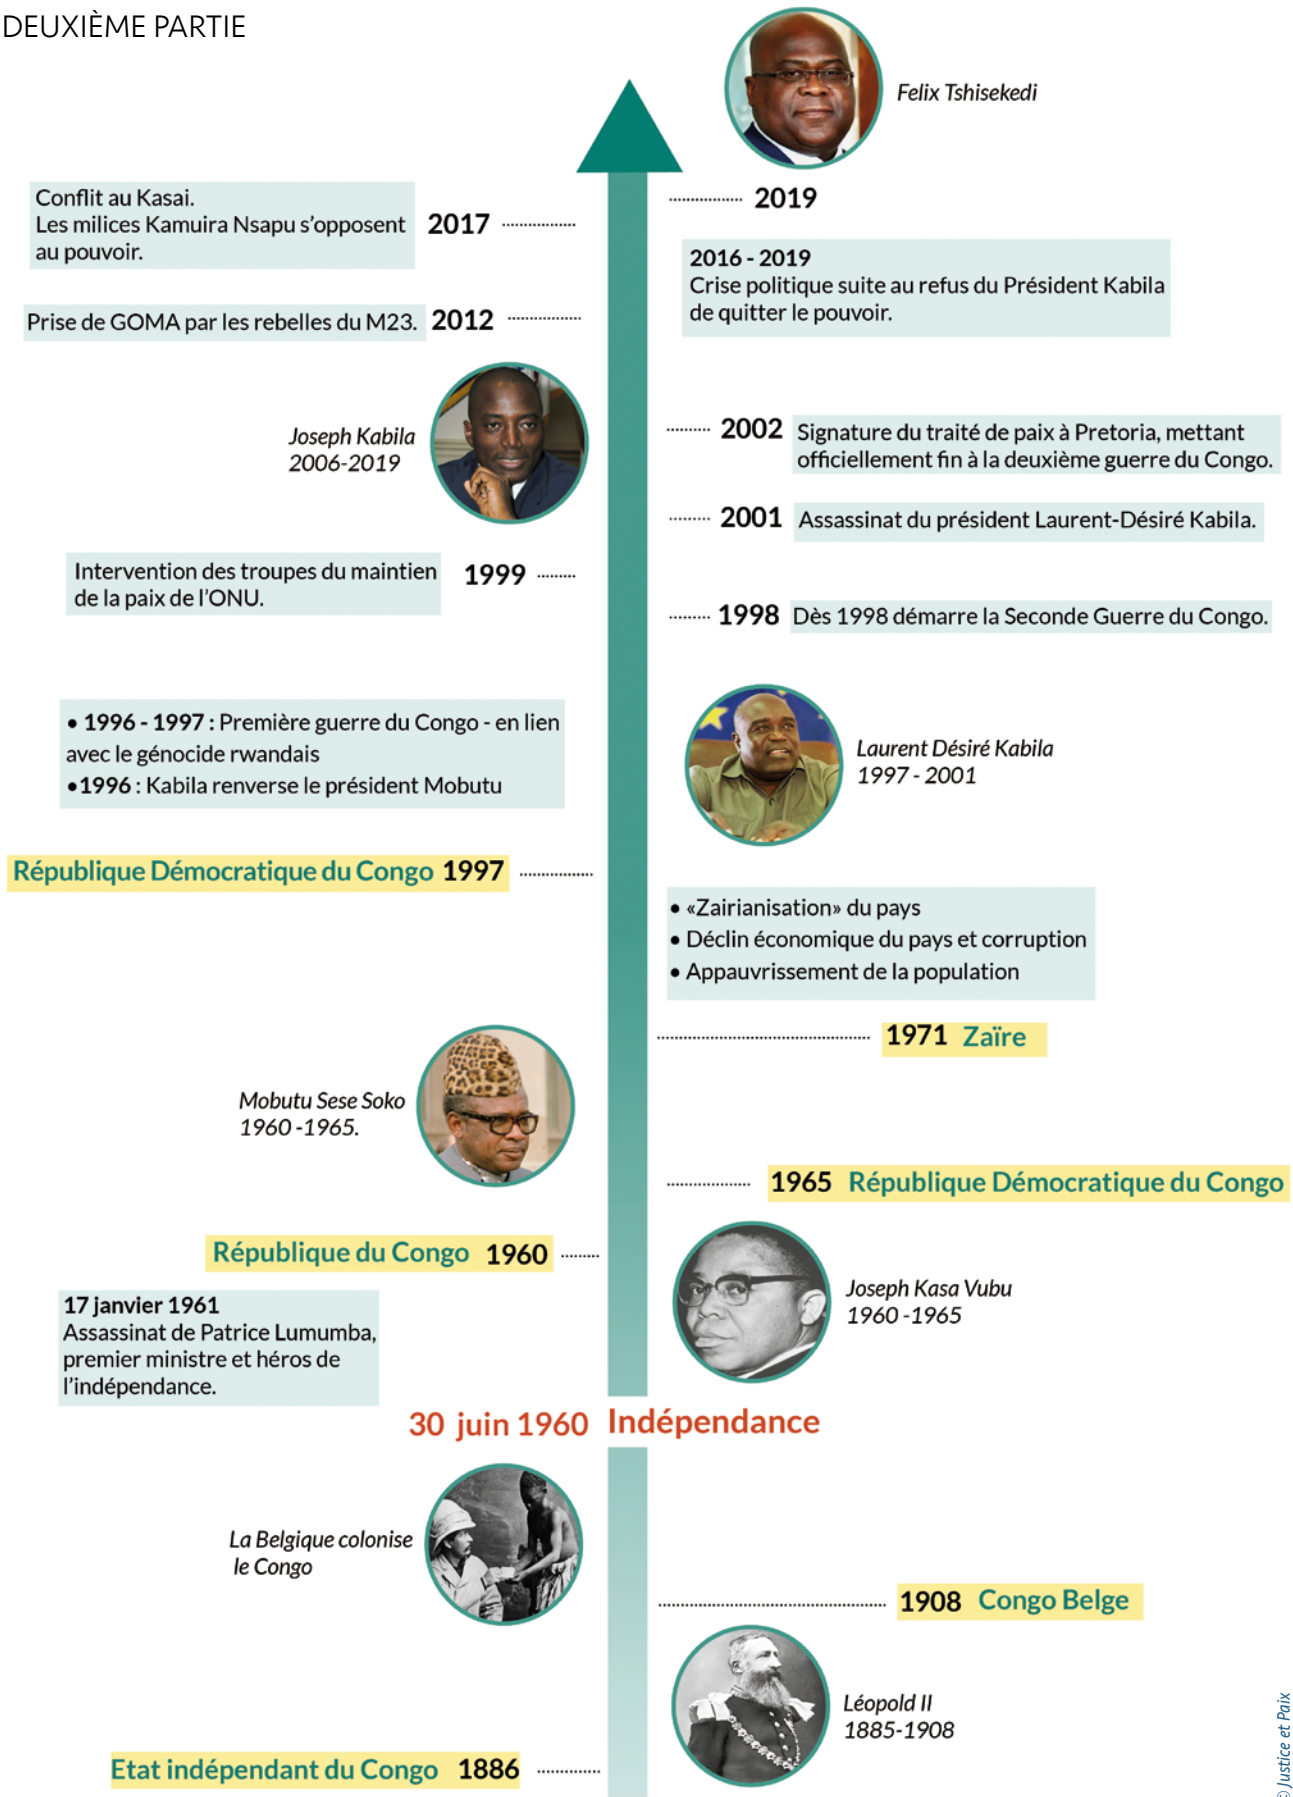 DEUXIÈME PARTIE
Felix Tshisekedi
2019
Conflit au Kasai.
Les milices Kamuira Nsapu s’opposent
au pouvoir.
2017
2016 - 2019
Crise politique suite au refus du Président Kabila
de quitter le pouvoir.
Prise de GOMA par les rebelles du M23. 2012
Joseph Kabila
2006-2019
2002 Signature du traité de paix à Pretoria, mettant
officiellement fin à la deuxième guerre du Congo.
2001 Assassinat du président Laurent-Désiré Kabila.
Intervention des troupes du maintien
de la paix de l’ONU.
1999
1998 Dès 1998 démarre la Seconde Guerre du Congo.
• 1996 - 1997 : Première guerre du Congo - en lien
avec le génocide rwandais
•1996 : Kabila renverse le président Mobutu
Laurent Désiré Kabila
1997 - 2001
République Démocratique du Congo 1997
• «Zairianisation» du pays
• Déclin économique du pays et corruption
• Appauvrissement de la population
1971 Zaïre
Mobutu Sese Soko
1960 -1965.
1965 République Démocratique du Congo
République du Congo 1960
Joseph Kasa Vubu
1960 -1965
17 janvier 1961
Assassinat de Patrice Lumumba,
premier ministre et héros de
l’indépendance.
30 juin 1960 Indépendance
La Belgique colonise
le Congo
1908 Congo Belge
Léopold II
1885-1908
Etat indépendant du Congo 1886
© Justice et Paix